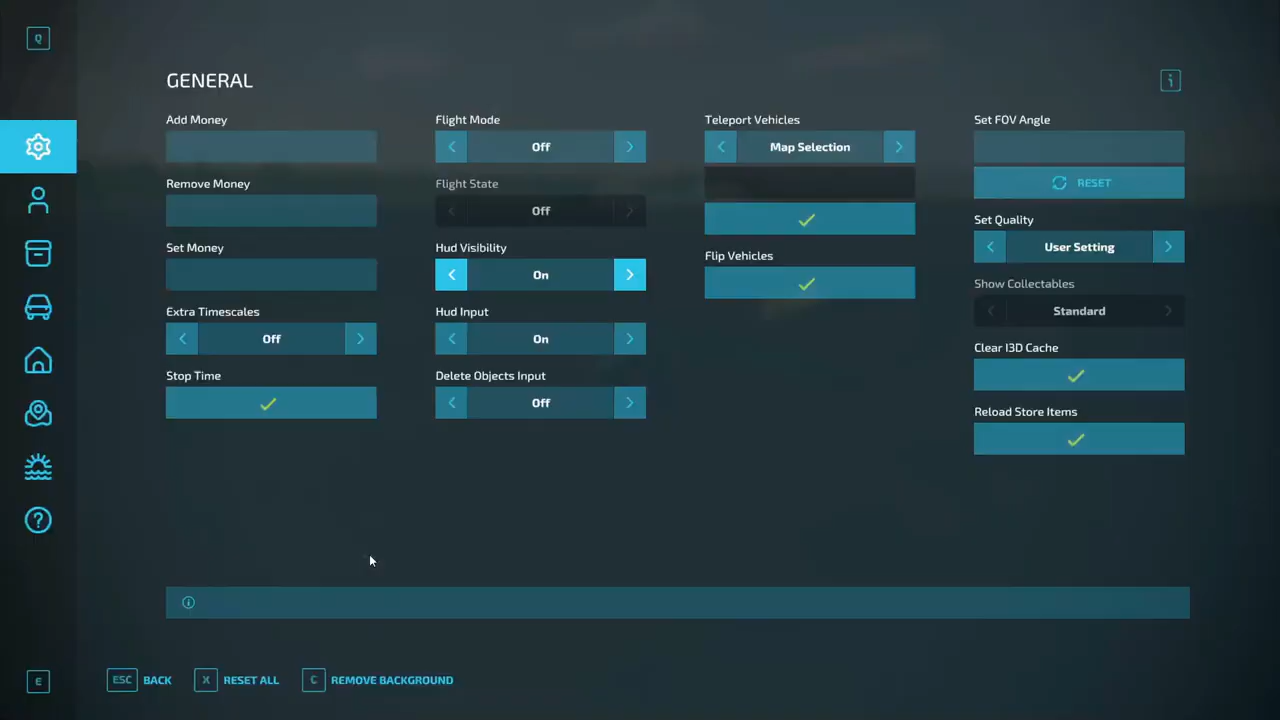 Q
GENERAL
Add Money
Remove Money
Set Money
Extra Timescales
Off
Stop Time
Flight Mode
Off
Flight State
Off
Hud Visibility
On
Hud Input
On
Delete Objects Input
Off
Teleport Vehicles
Map Selection
Flip Vehicles
Set FOV Angle
RESET
Set Quality
User Setting
Show Collectables
Standard
Clear I3D Cache
Reload Store Items
E
ESC BACK X RESET ALL C REMOVE BACKGROUND